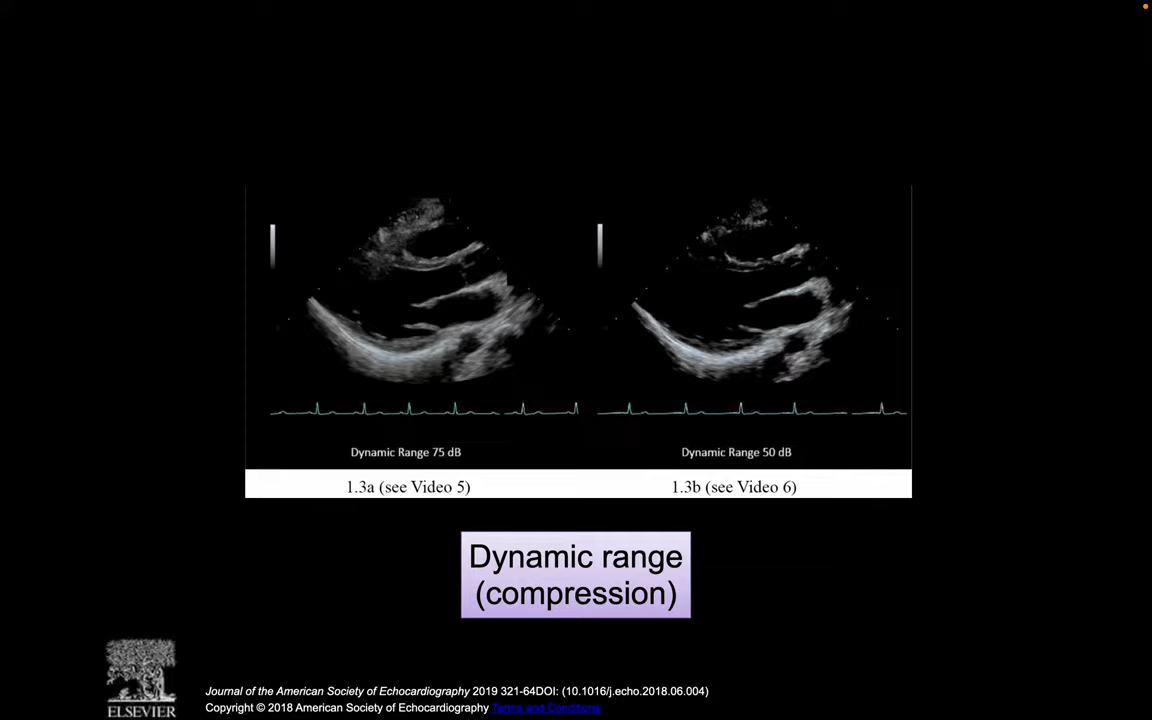 Dynamic Range 75 dB
Dynamic Range 50 dB
1.3a (see Video 5)
1.3b (see Video 6)
Dynamic range
(compression)
ELSEVIER
Journal of the American Society of Echocardiography 2019 321-64DOI: (10.1016/j.echo.2018.06.004)
Copyright © 2018 American Society of Echocardiography Terms and Conditions